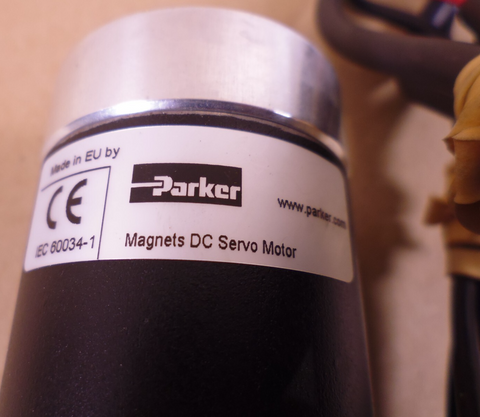 Made in EU by
CE
IEC 60034-1
Parker
www.parker.com
Magnets DC Servo Motor